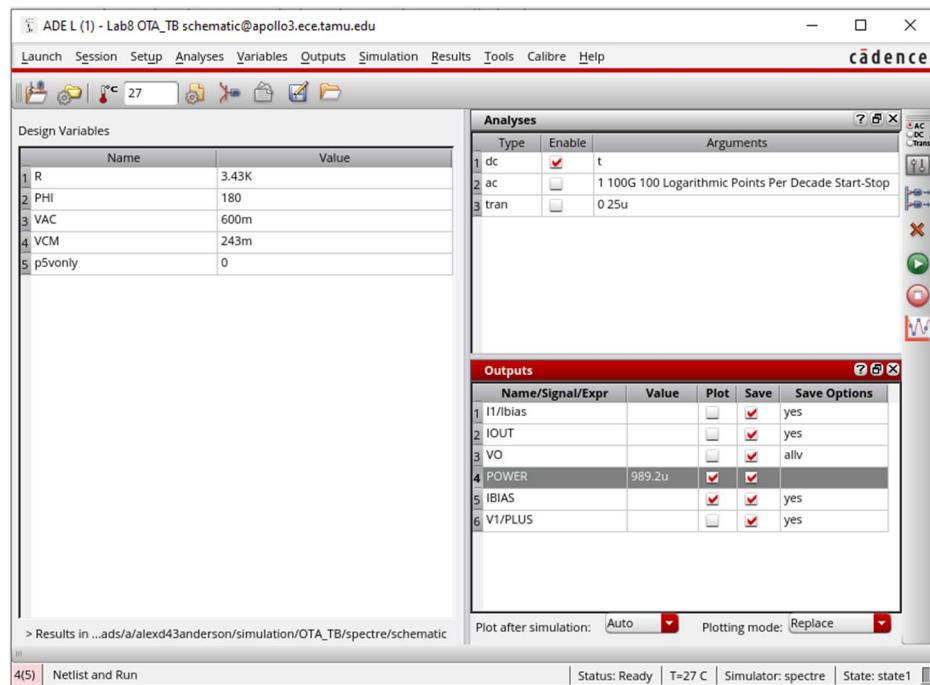 ADE L (1) - Lab8 OTA_TB schematic@apollo3.ece.tamu.edu
Launch Session Setup Analyses Variables Outputs Simulation Results Tools Calibre Help cādence
°C 27
Design Variables
Name Value
1 R 3.43K
2 PHI 180
3 VAC 600m
4 VCM 243m
5 p5vonly 0
> Results in ...ads/a/alexd43anderson/simulation/OTA_TB/spectre/schematic
Analyses
Type Enable Arguments
1 dc t
2 ac 1 100G 100 Logarithmic Points Per Decade Start-Stop
3 tran 0 25u
AC
DC
Trans
Outputs
Name/Signal/Expr Value Plot Save Save Options
1 I1/Ibias yes
2 IOUT yes
3 VO allv
4 POWER 989.2u
5 IBIAS yes
6 V1/PLUS yes
Plot after simulation: Auto Plotting mode: Replace
4(5) Netlist and Run Status: Ready T=27 C Simulator: spectre State: state1